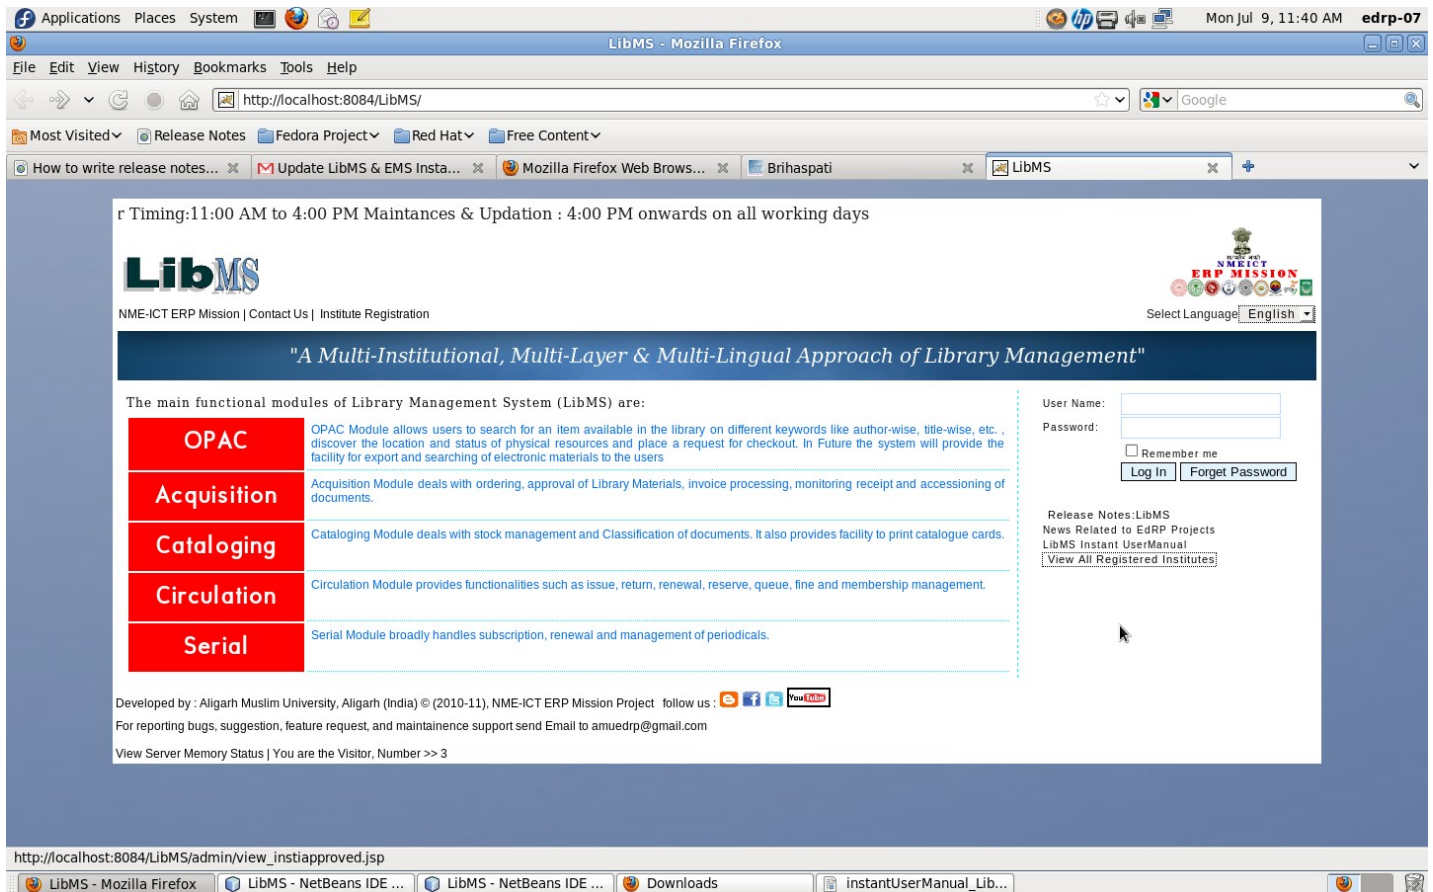 Applications Places System Mon Jul 9, 11:40 AM edrp-07
LibMS - Mozilla Firefox
File Edit View History Bookmarks Tools Help
http://localhost:8084/LibMS/ Google
Most Visited Release Notes Fedora Project Red Hat Free Content
How to write release notes... M Update LibMS & EMS Insta... Mozilla Firefox Web Brows... Brihaspati LibMS
r Timing:11:00 AM to 4:00 PM Maintances & Updation : 4:00 PM onwards on all working days
LibMS
NMEICT
ERP MISSION
NME-ICT ERP Mission | Contact Us | Institute Registration Select Language English
"A Multi-Institutional, Multi-Layer & Multi-Lingual Approach of Library Management"
The main functional modules of Library Management System (LibMS) are:
OPAC
OPAC Module allows users to search for an item available in the library on different keywords like author-wise, title-wise, etc. ,
discover the location and status of physical resources and place a request for checkout. In Future the system will provide the
facility for export and searching of electronic materials to the users
Acquisition
Acquisition Module deals with ordering, approval of Library Materials, invoice processing, monitoring receipt and accessioning of
documents.
Cataloging
Cataloging Module deals with stock management and Classification of documents. It also provides facility to print catalogue cards.
Circulation
Circulation Module provides functionalities such as issue, return, renewal, reserve, queue, fine and membership management.
Serial
Serial Module broadly handles subscription, renewal and management of periodicals.
User Name:
Password:
Remember me
Log In Forget Password
Release Notes:LibMS
News Related to EdRP Projects
LibMS Instant UserManual
View All Registered Institutes
Developed by : Aligarh Muslim University, Aligarh (India) © (2010-11), NME-ICT ERP Mission Project follow us : You Tube
For reporting bugs, suggestion, feature request, and maintainence support send Email to amuedrp@gmail.com
View Server Memory Status | You are the Visitor, Number >> 3
http://localhost:8084/LibMS/admin/view_instiapproved.jsp
LibMS - Mozilla Firefox LibMS - NetBeans IDE ... LibMS - NetBeans IDE ... Downloads instantUserManual_Lib...